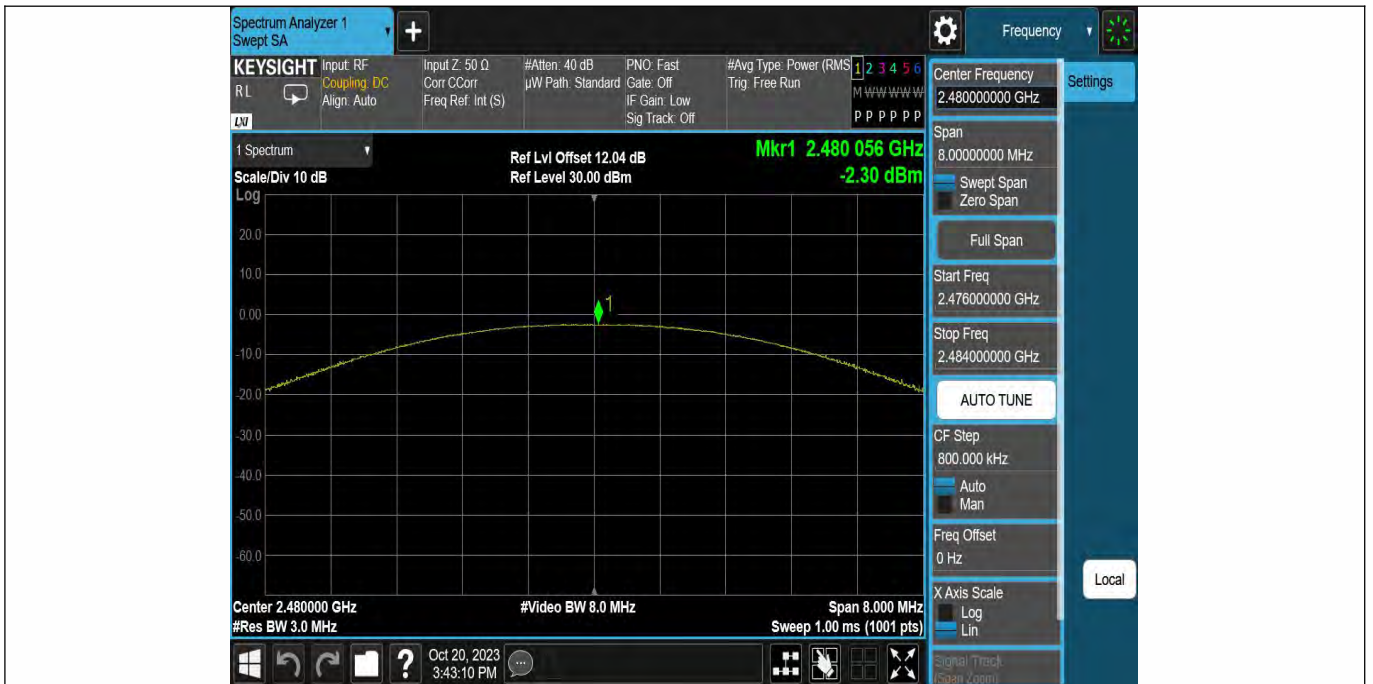 Spectrum Analyzer 1
Swept SA
+
Frequency
KEYSIGHT
RL
LXI
Input: RF
Coupling: DC
Align: Auto
Input Z: 50 Ω
Corr CCorr
Freq Ref: Int (S)
#Atten: 40 dB
µW Path: Standard
PNO: Fast
Gate: Off
IF Gain: Low
Sig Track: Off
#Avg Type: Power (RMS
Trig: Free Run
1 2 3 4 5 6
M W W W W W
P P P P P P
1 Spectrum
Scale/Div 10 dB
Log
Ref Lvl Offset 12.04 dB
Ref Level 30.00 dBm
Mkr1 2.480 056 GHz
-2.30 dBm
20.0
10.0
0.00
-10.0
-20.0
-30.0
-40.0
-50.0
-60.0
1
Center 2.480000 GHz
#Video BW 8.0 MHz
Span 8.000 MHz
#Res BW 3.0 MHz
Sweep 1.00 ms (1001 pts)
Center Frequency
2.480000000 GHz
Settings
Span
8.00000000 MHz
Swept Span
Zero Span
Full Span
Start Freq
2.476000000 GHz
Stop Freq
2.484000000 GHz
AUTO TUNE
CF Step
800.000 kHz
Auto
Man
Freq Offset
0 Hz
X Axis Scale
Log
Lin
Signal Track
(Span Zoom)
Local
?
Oct 20, 2023
3:43:10 PM